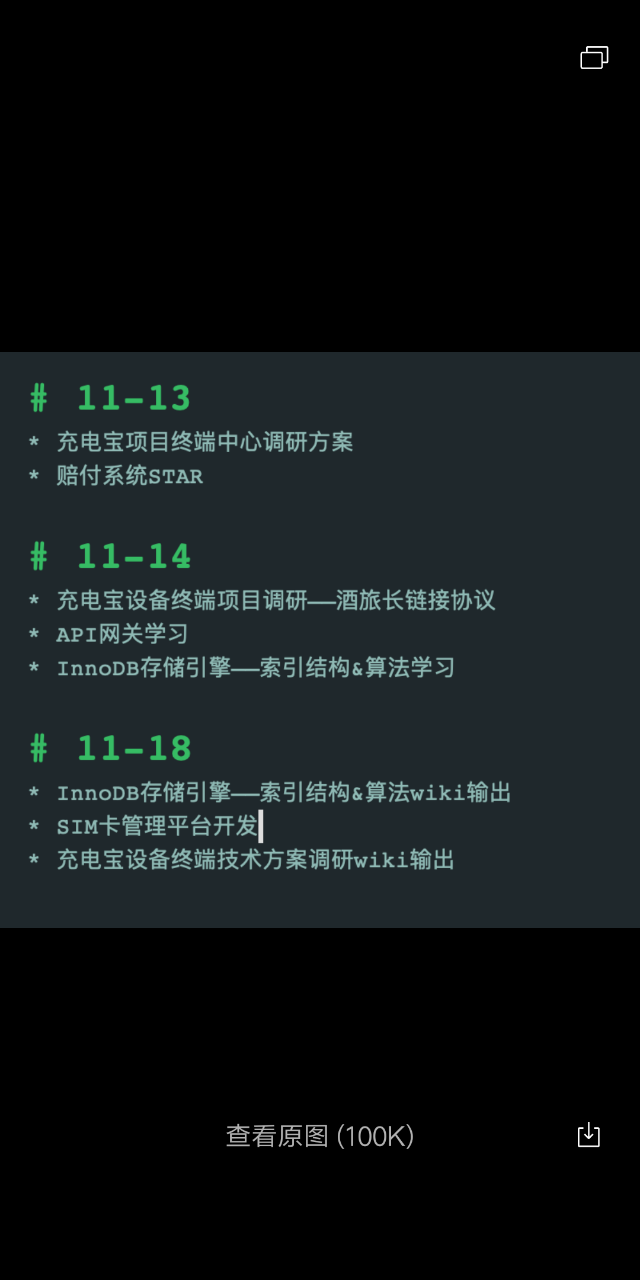 # 11-13
* 充电宝项目终端中心调研方案
* 赔付系统STAR
# 11-14
* 充电宝设备终端项目调研——酒旅长链接协议
* API网关学习
* InnoDB存储引擎——索引结构&算法学习
# 11-18
* InnoDB存储引擎——索引结构&算法wiki输出
* SIM卡管理平台开发
* 充电宝设备终端技术方案调研wiki输出
查看原图 (100K)